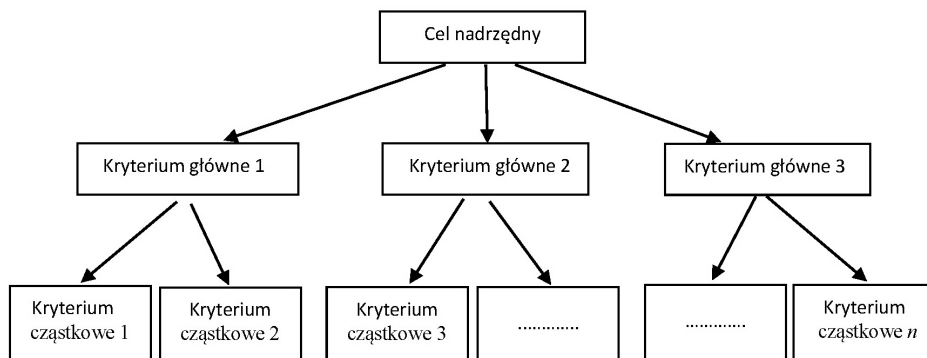 Cel nadrzędny
Kryterium główne 1
Kryterium główne 2
Kryterium główne 3
Kryterium
cząstkowe 1
Kryterium
cząstkowe 2
Kryterium
cząstkowe 3
.............
.............
Kryterium
cząstkowe n